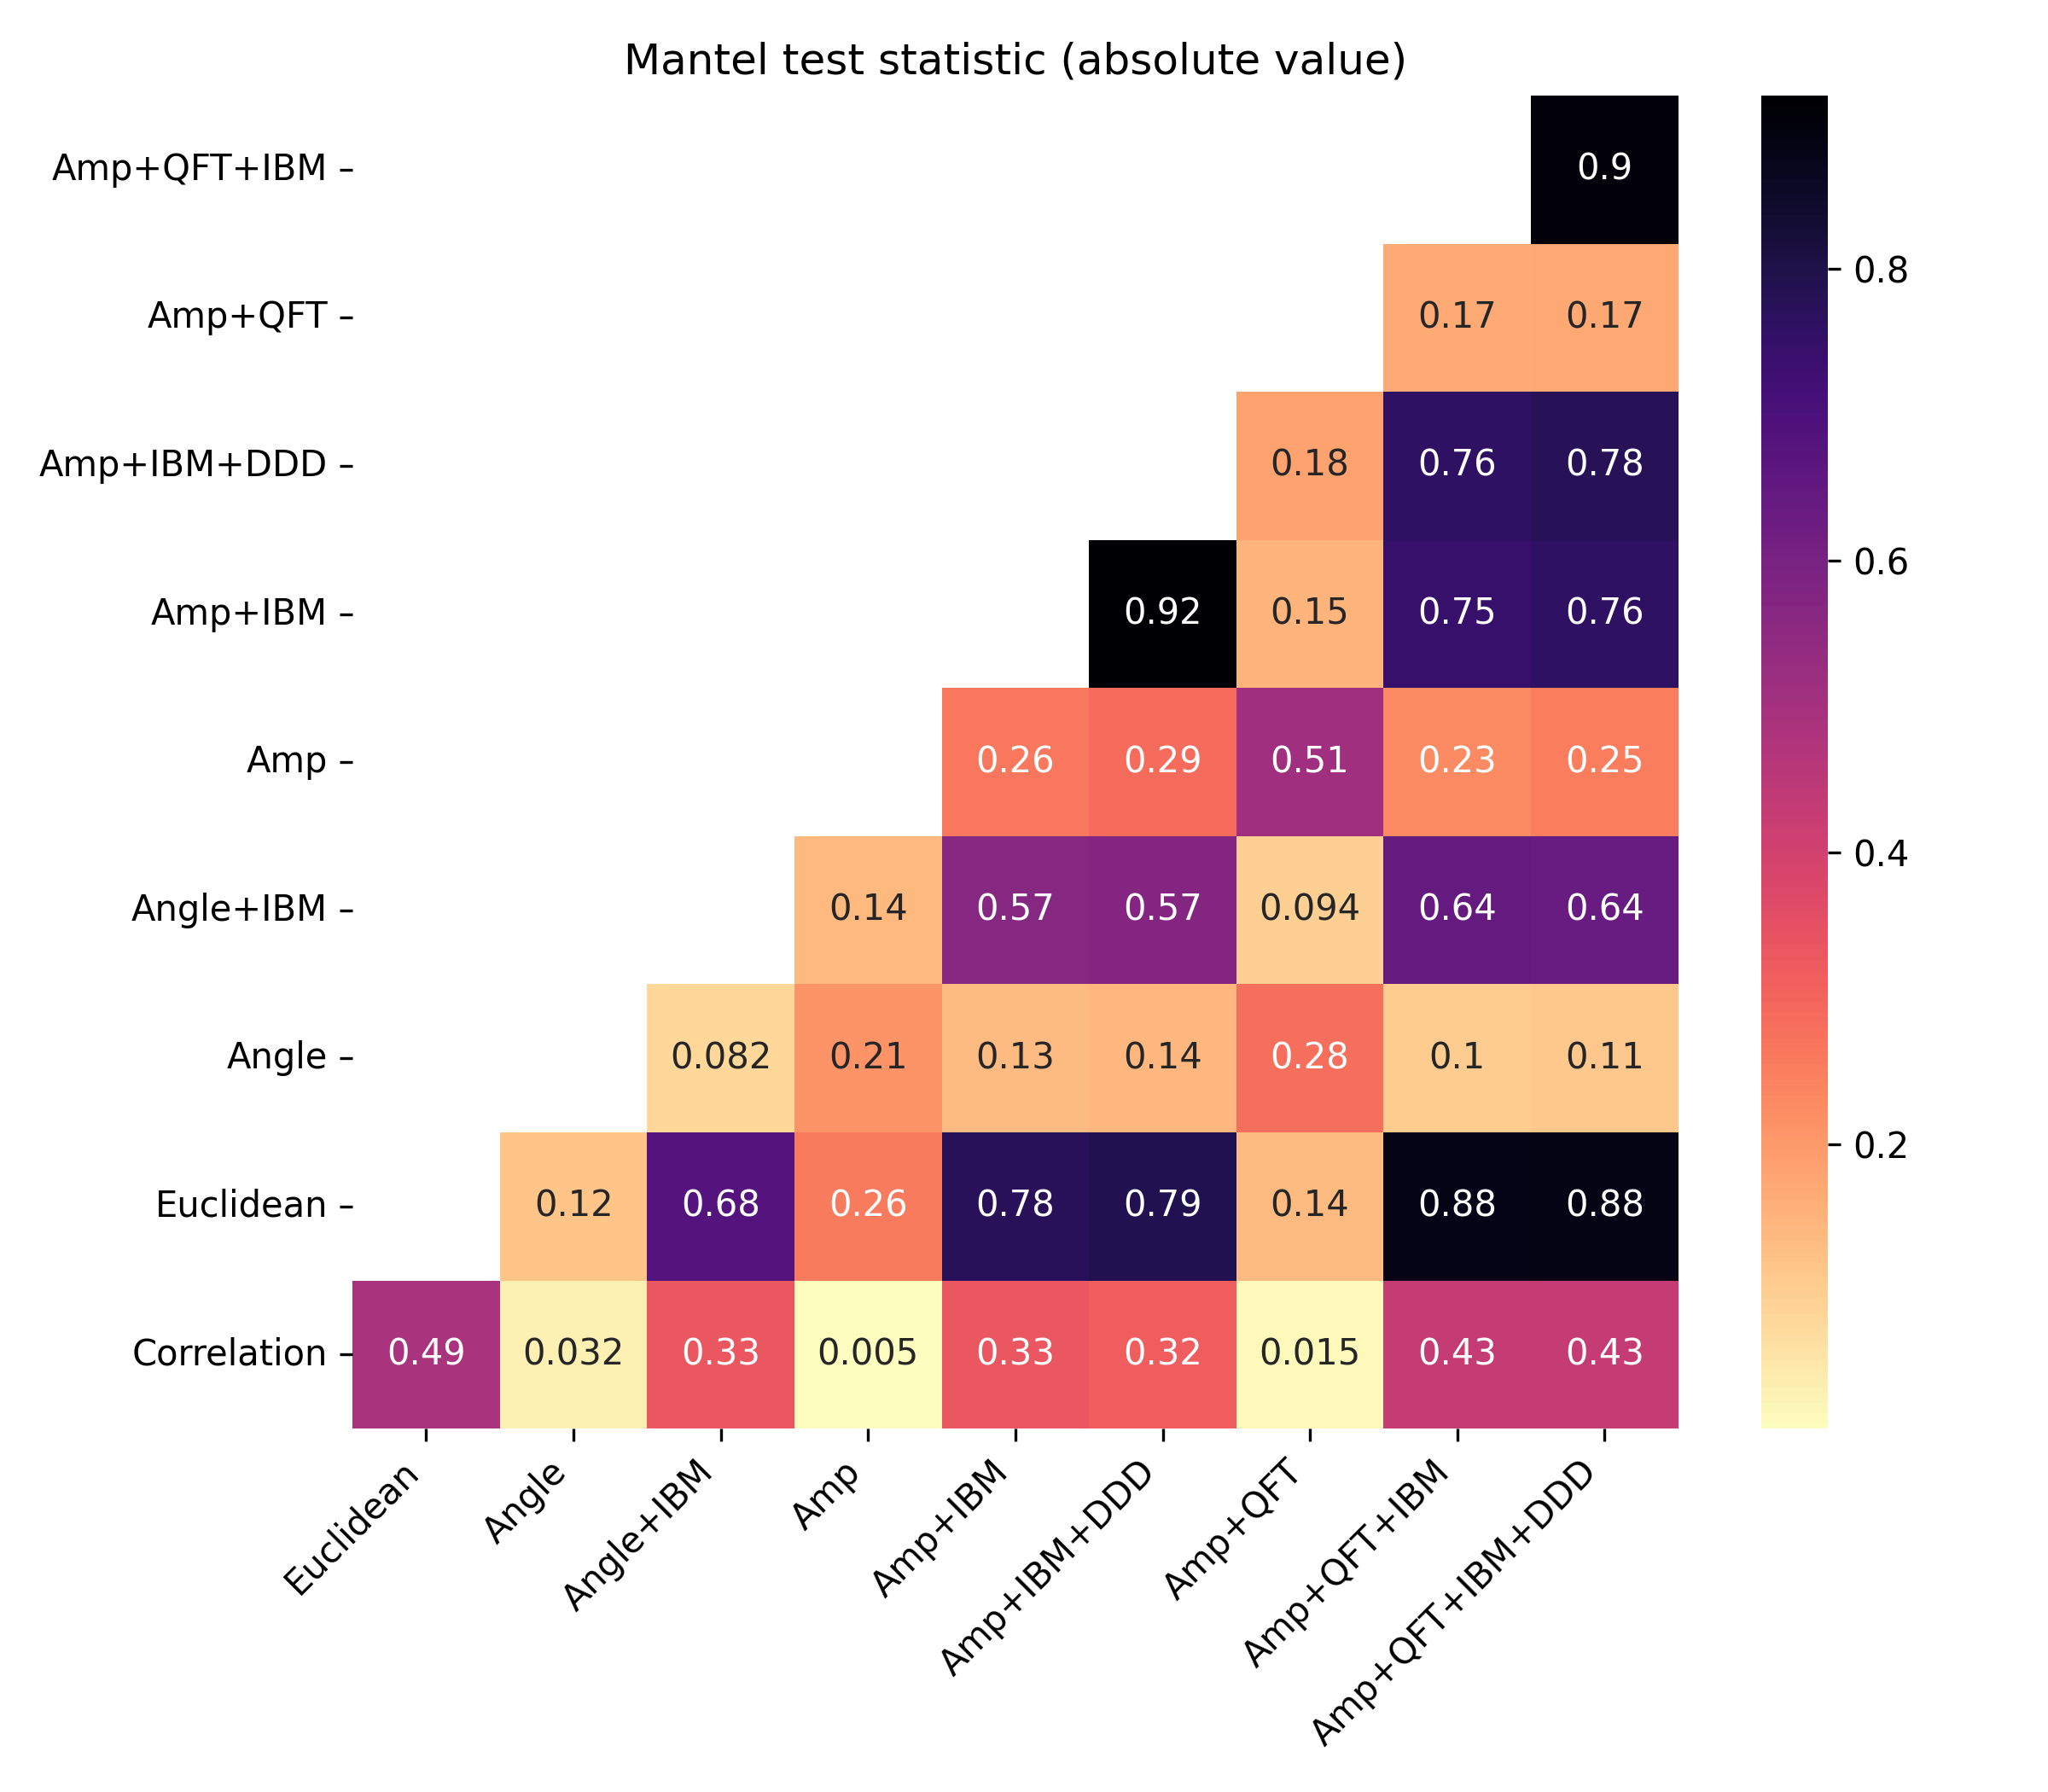 Mantel test statistic (absolute value)
Amp+QFT+IBM 0.9
Amp+QFT 0.17 0.17
Amp+IBM+DDD 0.18 0.76 0.78
Amp+IBM 0.92 0.15 0.75 0.76
Amp 0.26 0.29 0.51 0.23 0.25
Angle+IBM 0.14 0.57 0.57 0.094 0.64 0.64
Angle 0.082 0.21 0.13 0.14 0.28 0.1 0.11
Euclidean 0.12 0.68 0.26 0.78 0.79 0.14 0.88 0.88
Correlation 0.49 0.032 0.33 0.005 0.33 0.32 0.015 0.43 0.43
Euclidean
Angle
Angle+IBM
Amp
Amp+IBM
Amp+IBM+DDD
Amp+QFT
Amp+QFT+IBM
Amp+QFT+IBM+DDD
0.8
0.6
0.4
0.2